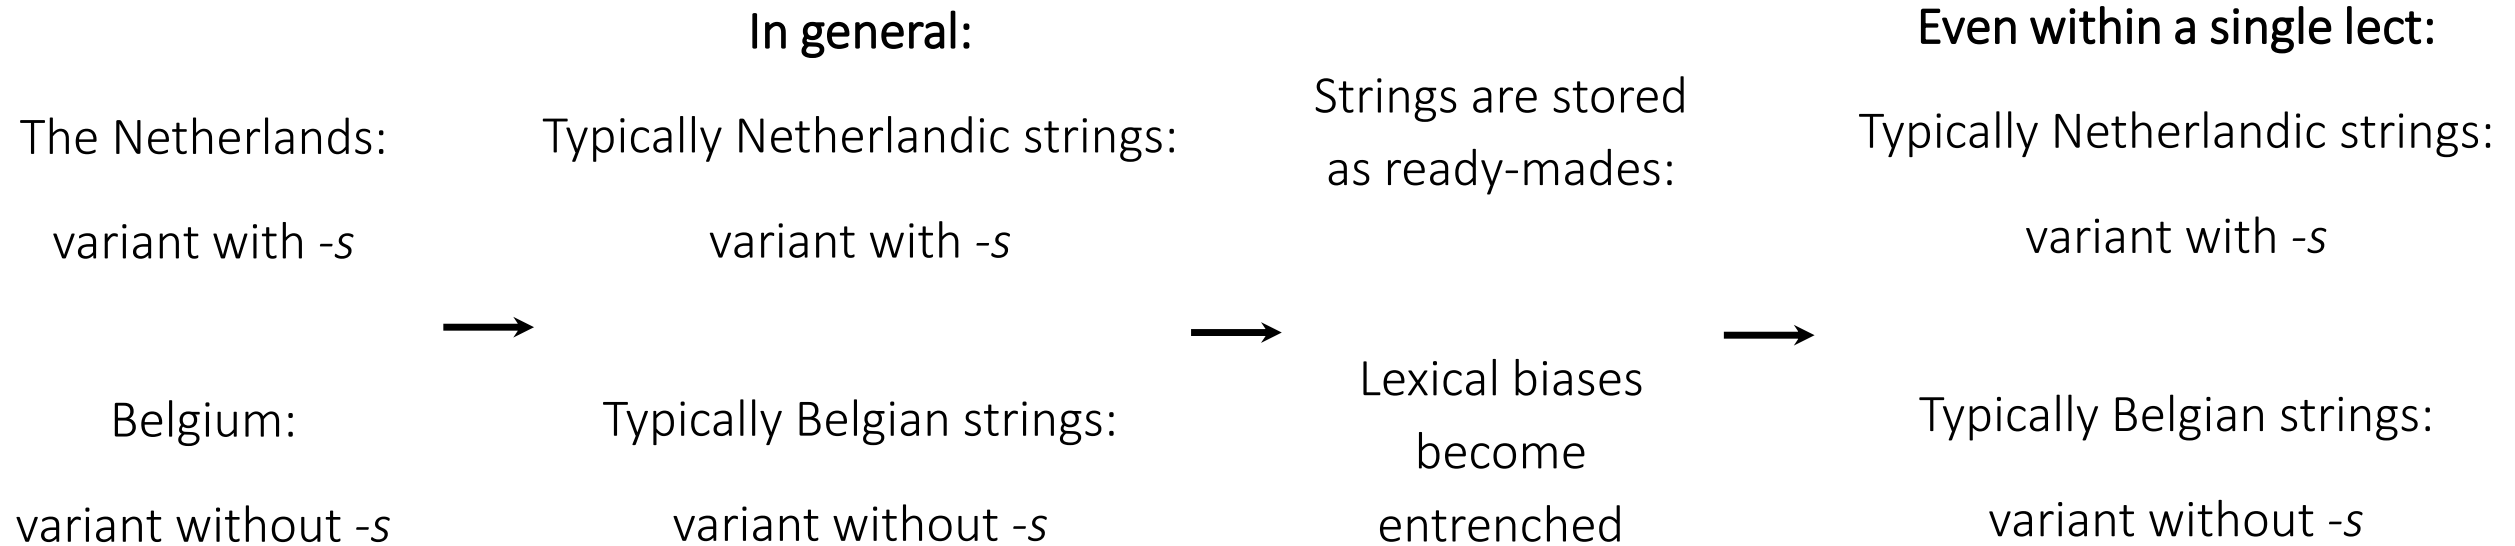 The Netherlands:
variant with -s
Belgium:
variant without -s
In general:
Typically Netherlandic strings:
variant with -s
Typically Belgian strings:
variant without -s
Strings are stored
as ready-mades:
Lexical biases
become
entrenched
Even within a single lect:
Typically Netherlandic strings:
variant with -s
Typically Belgian strings:
variant without -s